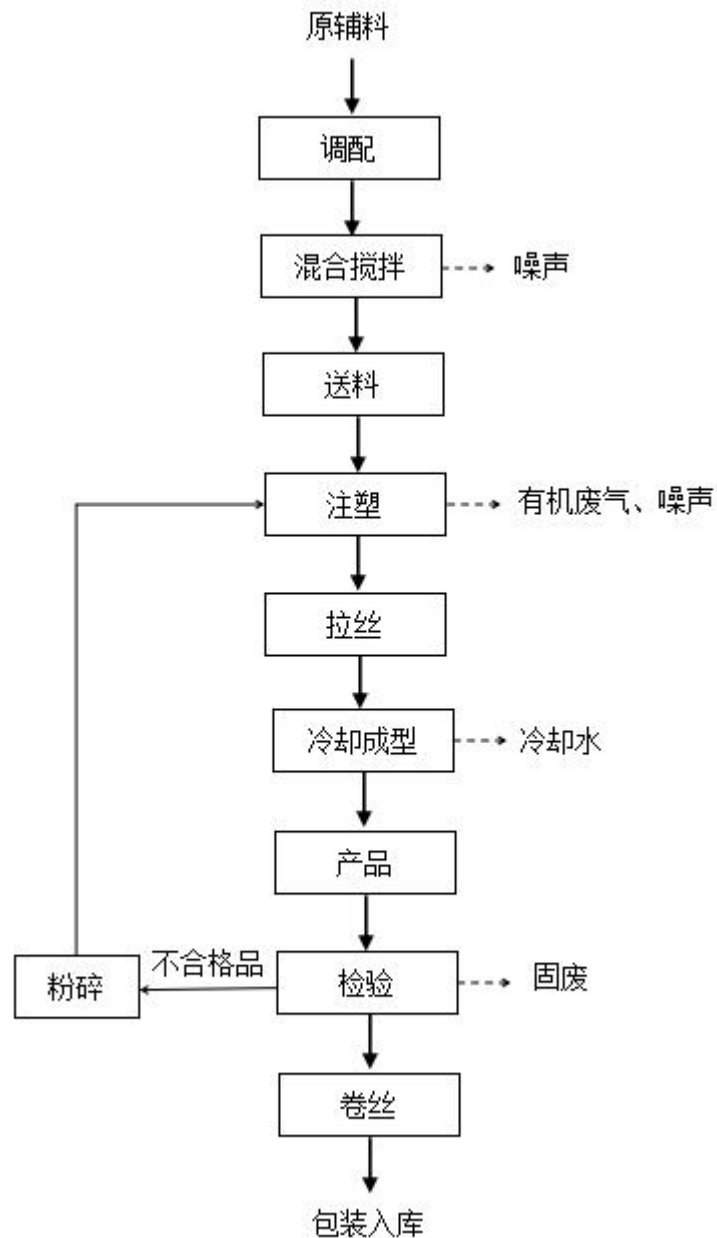 原辅料
调配
混合搅拌
噪声
送料
注塑
有机废气、噪声
拉丝
冷却成型
冷却水
产品
不合格品
粉碎
检验
固废
卷丝
包装入库